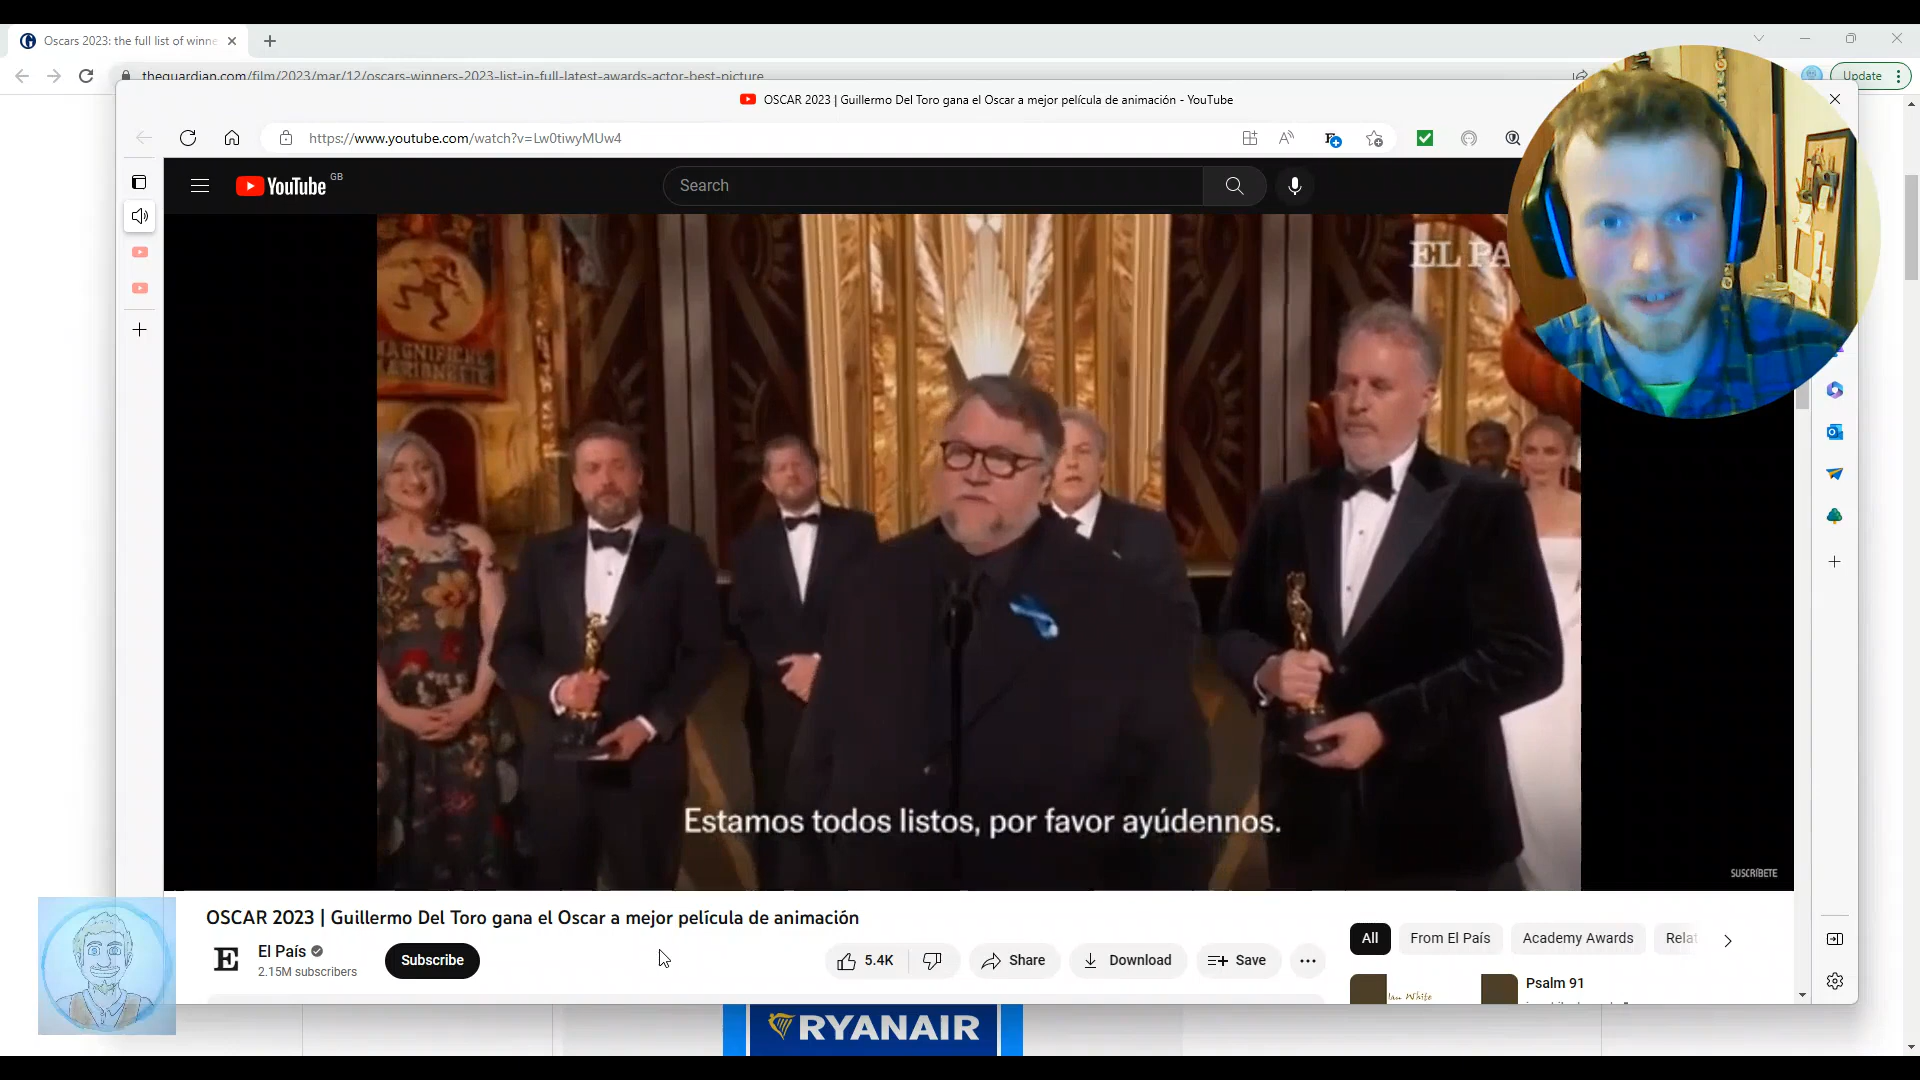 Oscars 2023: the full list of winne
theguardian.com/film/2023/mar/12/oscars-winners-2023-list-in-full-latest-awards-actor-best-picture
Update
OSCAR 2023 | Guillermo Del Toro gana el Oscar a mejor película de animación - YouTube
https://www.youtube.com/watch?v=Lw0tiwyMUw4
YouTube GB
Search
EL PA
MAGNIFICHE
MARIONETTE
Estamos todos listos, por favor ayúdennos.
SUSCRÍBETE
OSCAR 2023 | Guillermo Del Toro gana el Oscar a mejor película de animación
El País
2.15M subscribers
Subscribe
5.4K
Share
Download
Save
All
From El País
Academy Awards
Relat
Psalm 91
Ian White
RYANAIR